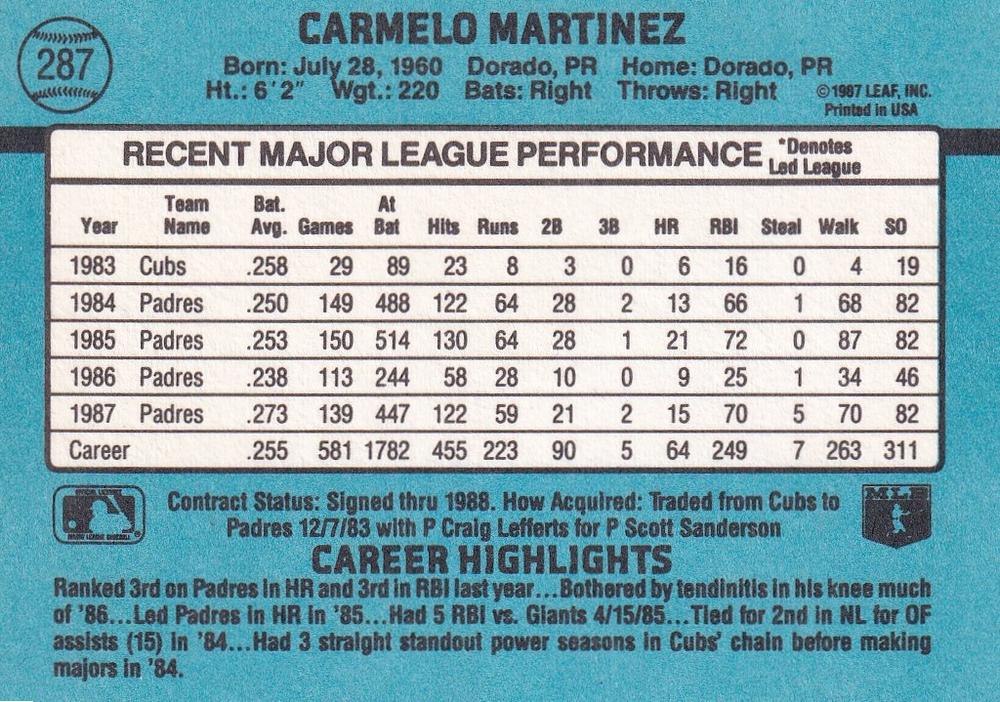 CARMELO MARTINEZ
287
Born: July 28, 1960 Dorado, PR Home: Dorado, PR
Ht.: 6'2" Wgt.: 220 Bats: Right Throws: Right
©1987 LEAF, INC.
Printed in USA
RECENT MAJOR LEAGUE PERFORMANCE *Denotes Led League
Year Team Name Bat. Avg. Games At Bat Hits Runs 2B 3B HR RBI Steal Walk SO
1983 Cubs .258 29 89 23 8 3 0 6 16 0 4 19
1984 Padres .250 149 488 122 64 28 2 13 66 1 68 82
1985 Padres .253 150 514 130 64 28 1 21 72 0 87 82
1986 Padres .238 113 244 58 28 10 0 9 25 1 34 46
1987 Padres .273 139 447 122 59 21 2 15 70 5 70 82
Career .255 581 1782 455 223 90 5 64 249 7 263 311
MLB
Contract Status: Signed thru 1988. How Acquired: Traded from Cubs to
Padres 12/7/83 with P Craig Lefferts for P Scott Sanderson
CAREER HIGHLIGHTS
Ranked 3rd on Padres in HR and 3rd in RBI last year...Bothered by tendinitis in his knee much
of '86...Led Padres in HR in '85...Had 5 RBI vs. Giants 4/15/85...Tied for 2nd in NL for OF
assists (15) in '84...Had 3 straight standout power seasons in Cubs' chain before making
majors in '84.